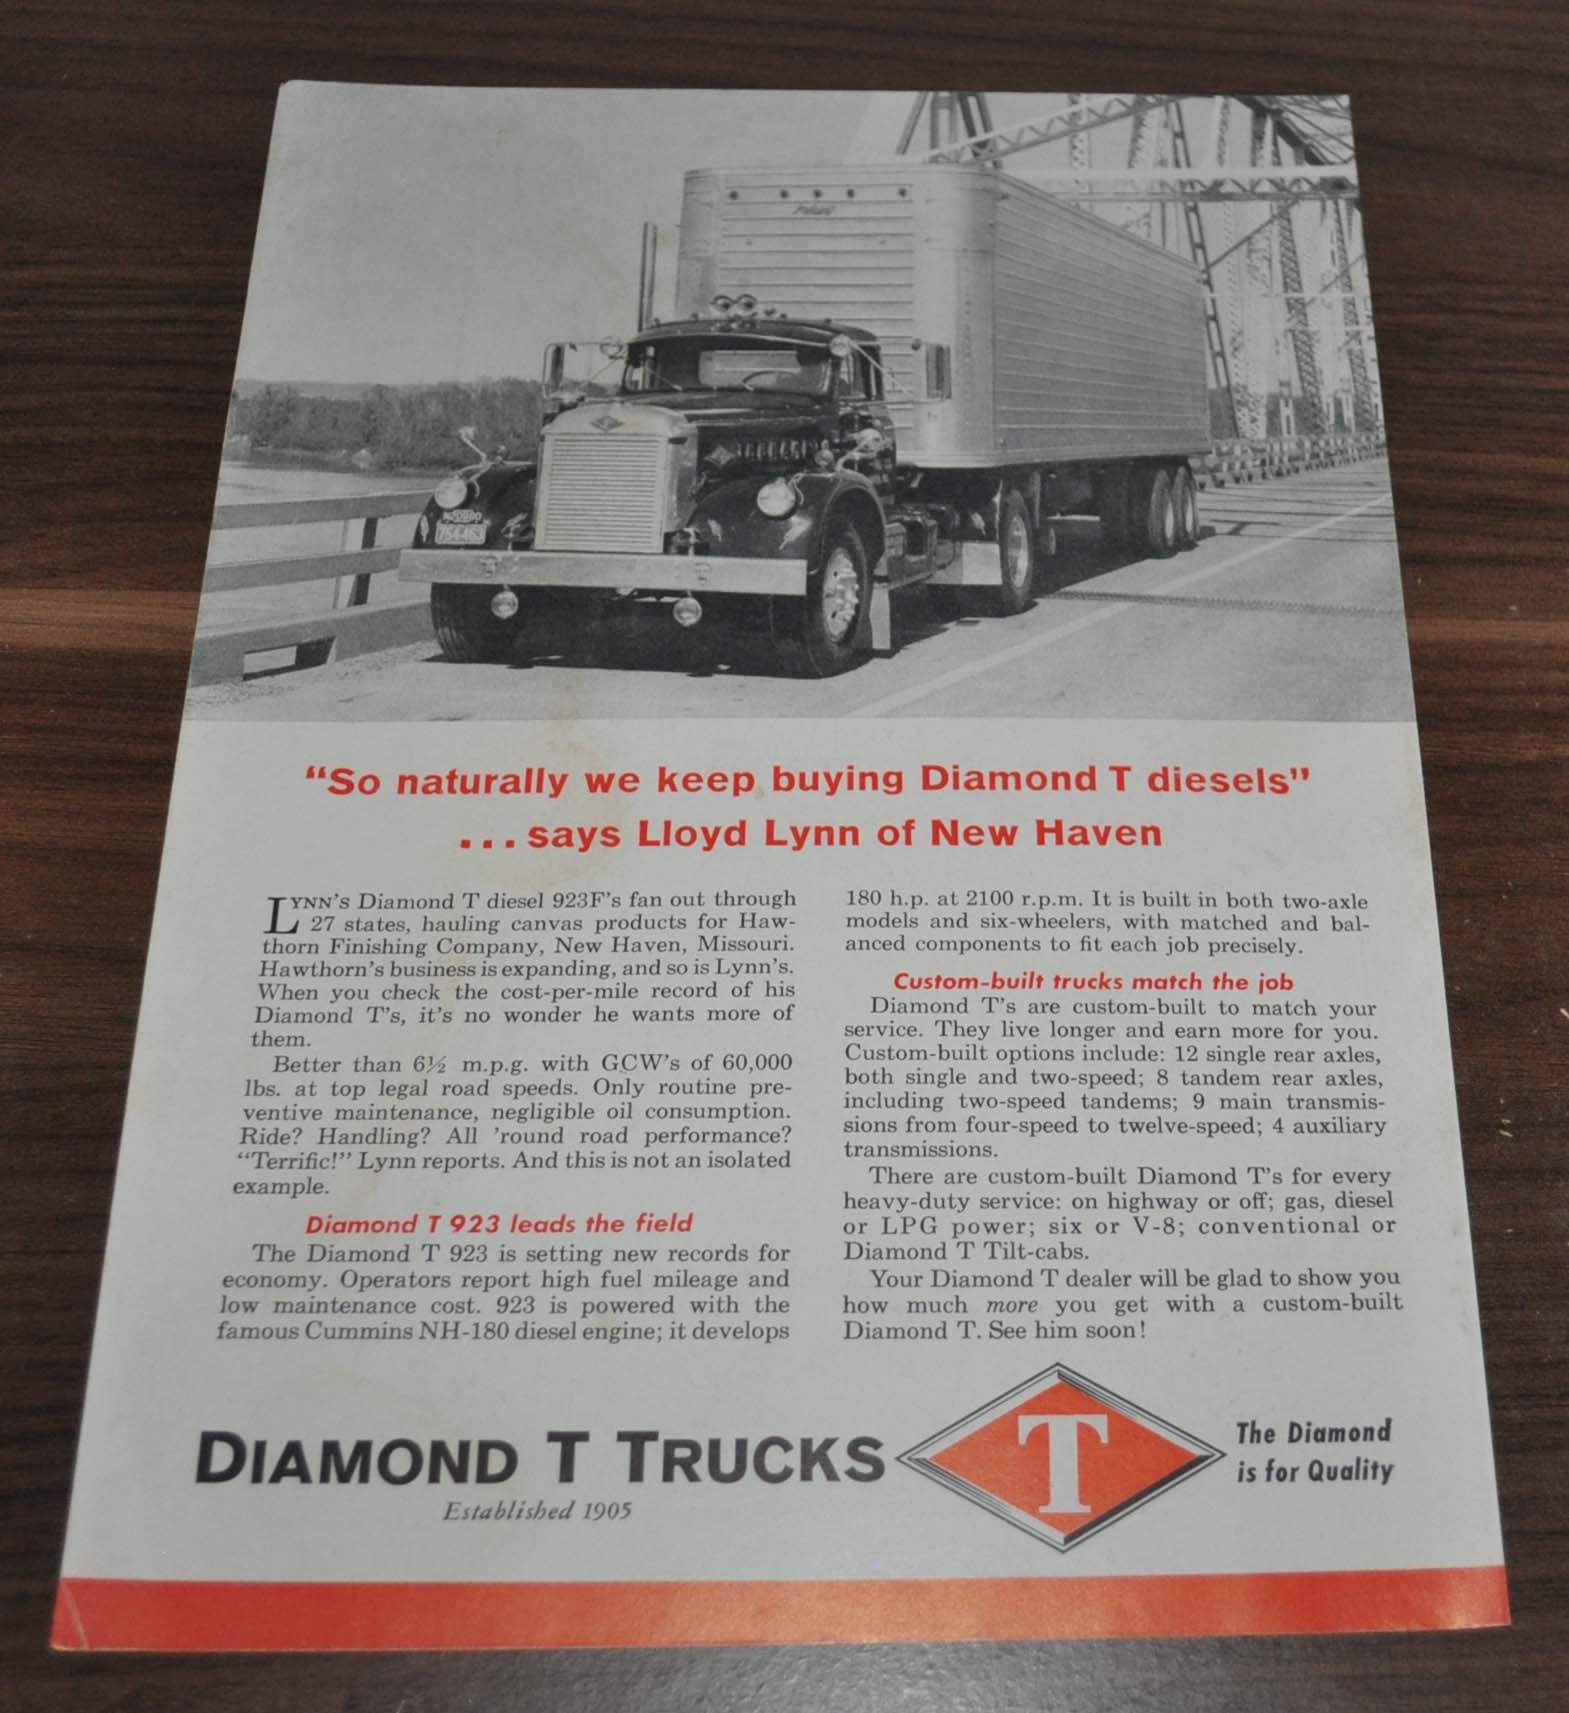 "So naturally we keep buying Diamond T diesels"
...says Lloyd Lynn of New Haven
LYNN'S Diamond T diesel 923F's fan out through
27 states, hauling canvas products for Haw-
thorn Finishing Company, New Haven, Missouri.
Hawthorn's business is expanding, and so is Lynn's.
When you check the cost-per-mile record of his
Diamond T's, it's no wonder he wants more of
them.
Better than 6½ m.p.g. with GCW's of 60,000
lbs. at top legal road speeds. Only routine pre-
ventive maintenance, negligible oil consumption.
Ride? Handling? All 'round road performance?
"Terrific!" Lynn reports. And this is not an isolated
example.
Diamond T 923 leads the field
The Diamond T 923 is setting new records for
economy. Operators report high fuel mileage and
low maintenance cost. 923 is powered with the
famous Cummins NH-180 diesel engine; it develops
180 h.p. at 2100 r.p.m. It is built in both two-axle
models and six-wheelers, with matched and bal-
anced components to fit each job precisely.
Custom-built trucks match the job
Diamond T's are custom-built to match your
service. They live longer and earn more for you.
Custom-built options include: 12 single rear axles,
both single and two-speed; 8 tandem rear axles,
including two-speed tandems; 9 main transmis-
sions from four-speed to twelve-speed; 4 auxiliary
transmissions.
There are custom-built Diamond T's for every
heavy-duty service: on highway or off; gas, diesel
or LPG power; six or V-8; conventional or
Diamond T Tilt-cabs.
Your Diamond T dealer will be glad to show you
how much more you get with a custom-built
Diamond T. See him soon!
DIAMOND T TRUCKS
Established 1905
T
The Diamond
is for Quality